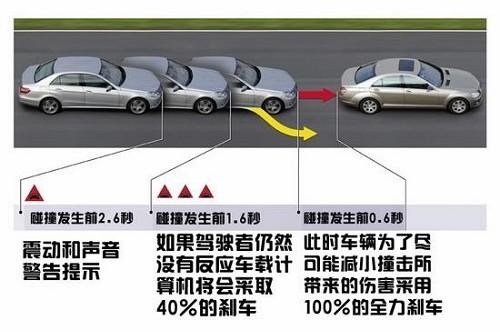 碰撞发生前2.6秒
震动和声音
警告提示
碰撞发生前1.6秒
如果驾驶者仍然
没有反应车载计
算机将会采取
40%的刹车
碰撞发生前0.6秒
此时车辆为了尽
可能减小撞击所
带来的伤害采用
100%的全力刹车